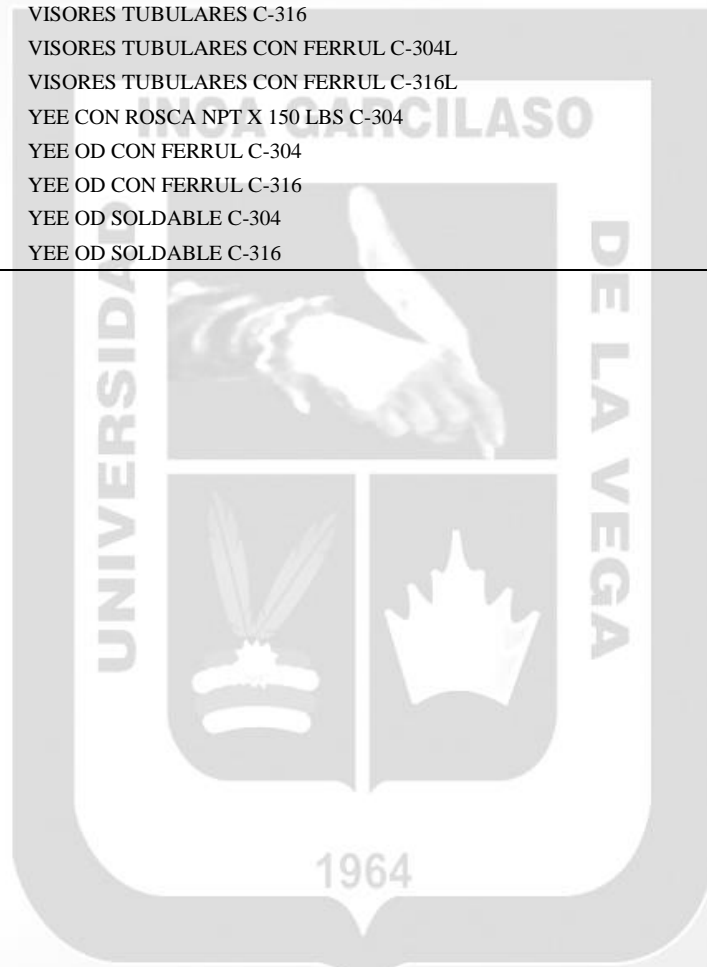 VISORES TUBULARES C-316
VISORES TUBULARES CON FERRUL C-304L
VISORES TUBULARES CON FERRUL C-316L
YEE CON ROSCA NPT X 150 LBS C-304
YEE OD CON FERRUL C-304
YEE OD CON FERRUL C-316
YEE OD SOLDABLE C-304
YEE OD SOLDABLE C-316
UNIVERSIDAD
INCA GARCILASO
DE LA VEGA
1964